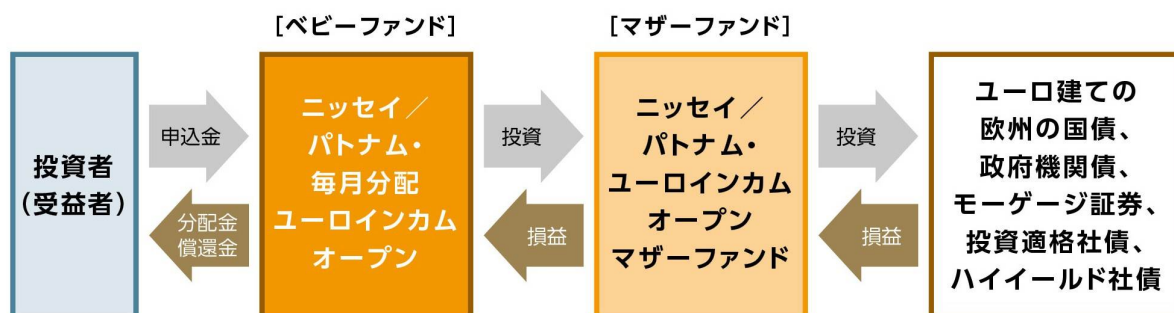 [ベビーファンド]
[マザーファンド]
投資者
（受益者）
申込金
分配金
償還金
ニッセイ／
パトナム・
毎月分配
ユーロインカム
オープン
投資
損益
ニッセイ／
パトナム・
ユーロインカム
オープン
マザーファンド
投資
損益
ユーロ建ての
欧州の国債、
政府機関債、
モーゲージ証券、
投資適格社債、
ハイイールド社債